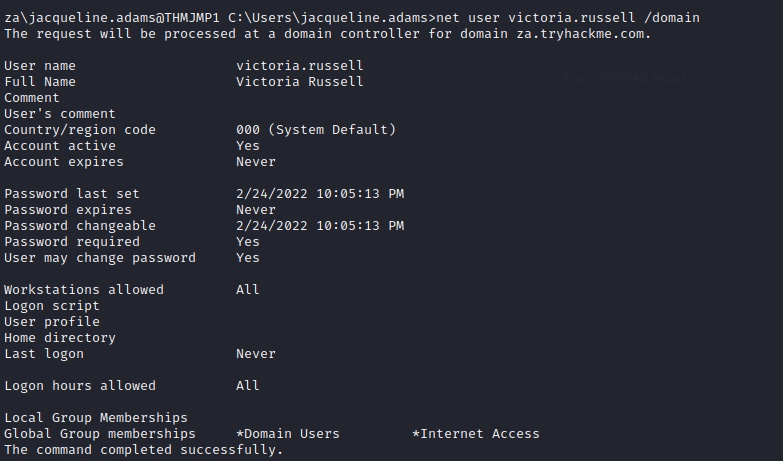 za\jacqueline.adams@THMJMP1 C:\Users\jacqueline.adams>net user victoria.russell /domain
The request will be processed at a domain controller for domain za.tryhackme.com.
User name victoria.russell
Full Name Victoria Russell
Comment
User's comment
Country/region code 000 (System Default)
Account active Yes
Account expires Never
Password last set 2/24/2022 10:05:13 PM
Password expires Never
Password changeable 2/24/2022 10:05:13 PM
Password required Yes
User may change password Yes
Workstations allowed All
Logon script
User profile
Home directory
Last logon Never
Logon hours allowed All
Local Group Memberships
Global Group memberships *Domain Users *Internet Access
The command completed successfully.